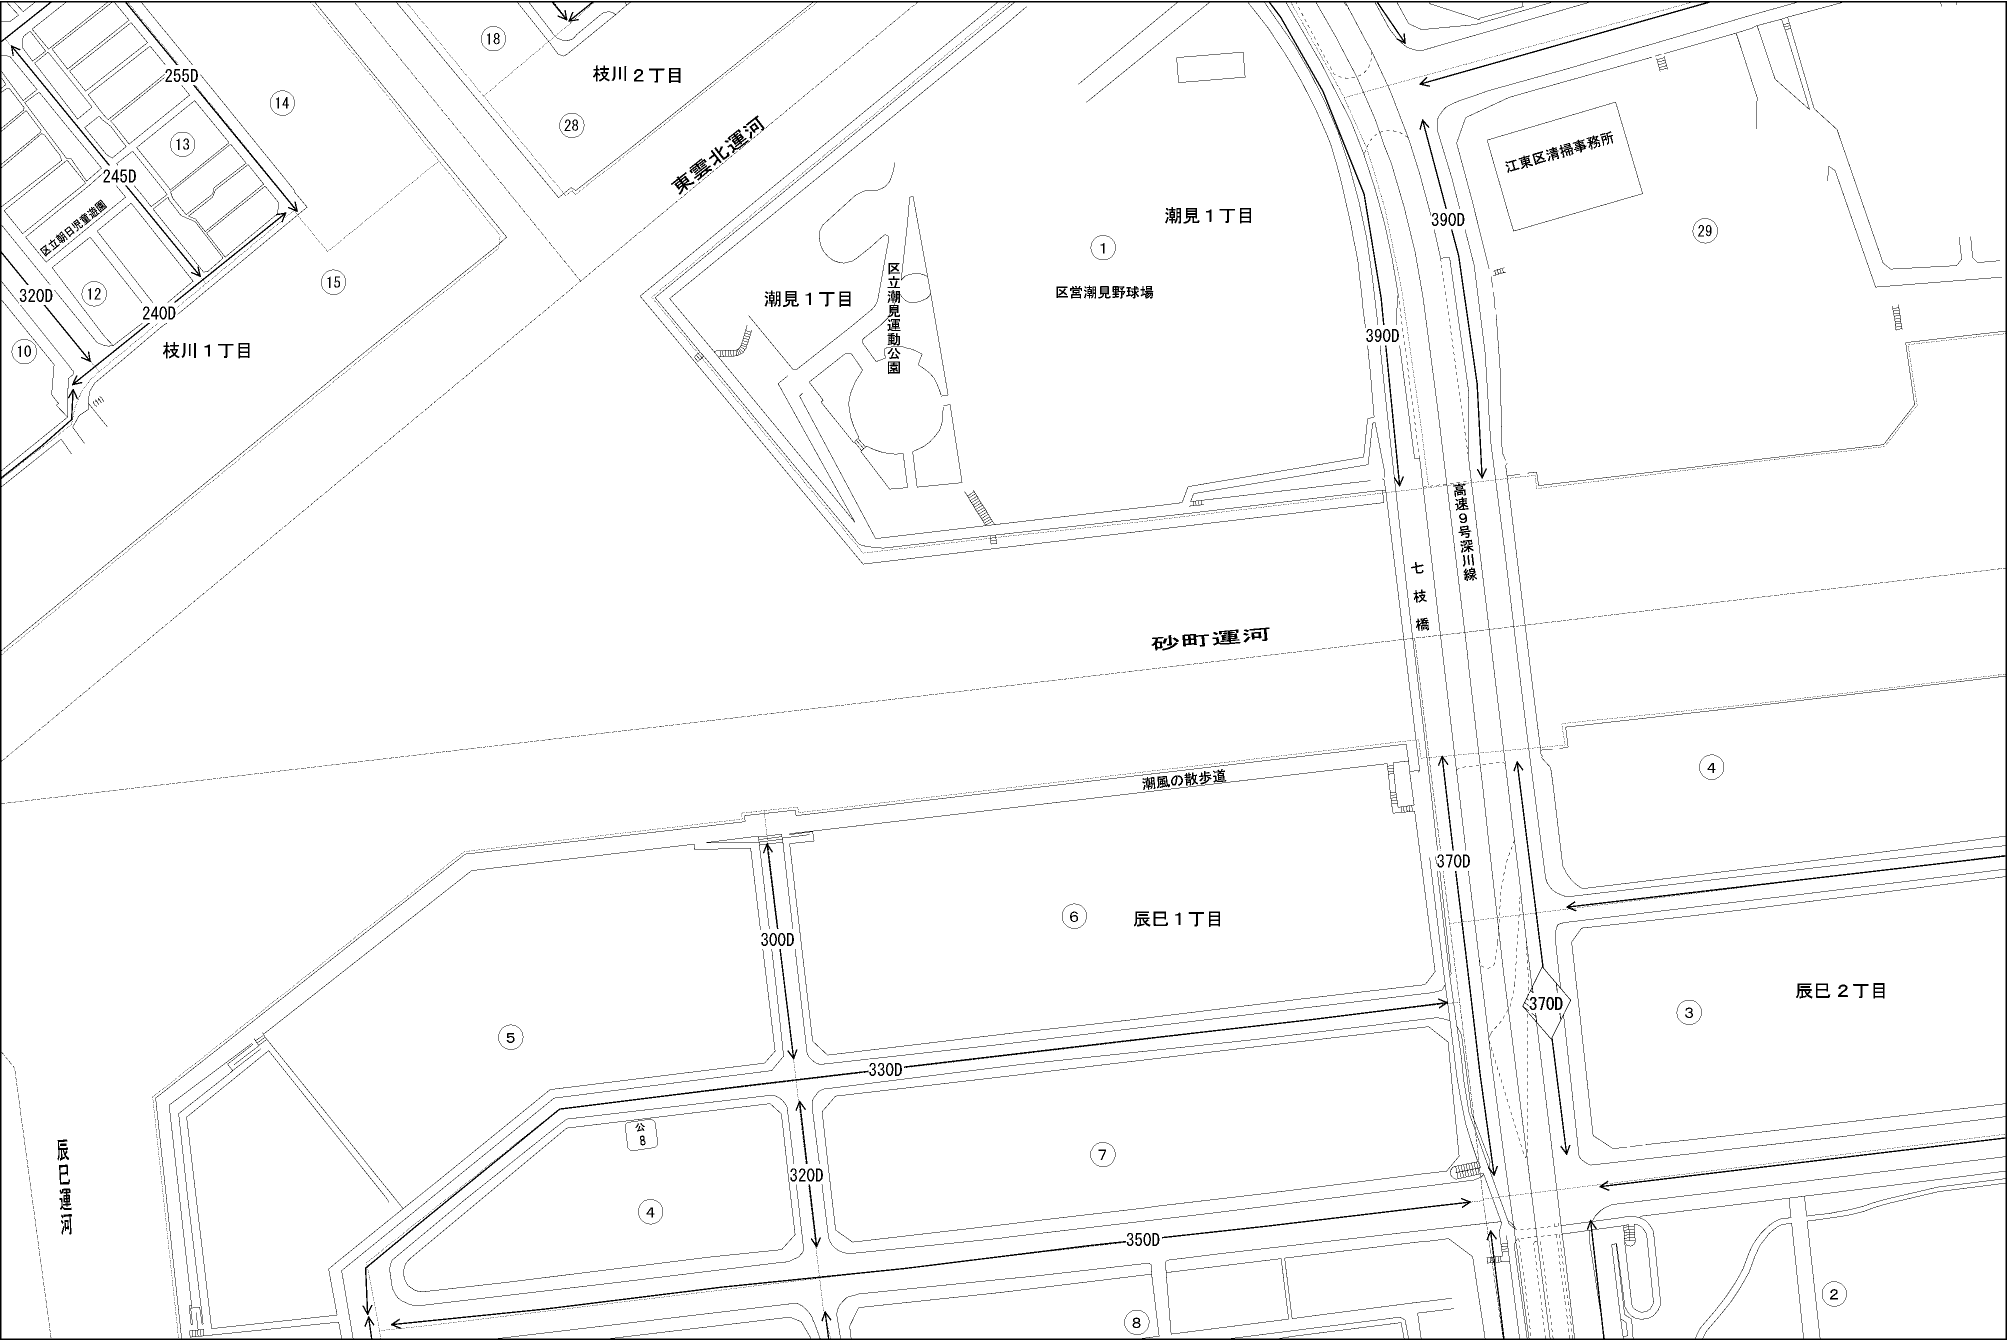 18
枝川２丁目
255D
14
28
13
東雲北運河
江東区清掃事務所
245D
区立朝日児童遊園
潮見１丁目
390D
1
29
12
320D
15
区立潮見運動公園
潮見１丁目
区営潮見野球場
240D
390D
10
枝川１丁目
(11)
高速９号深川線
七枝橋
砂町運河
4
潮風の散歩道
370D
6
辰巳１丁目
300D
辰巳２丁目
370D
3
5
330D
公
8
7
辰巳運河
320D
4
350D
2
8